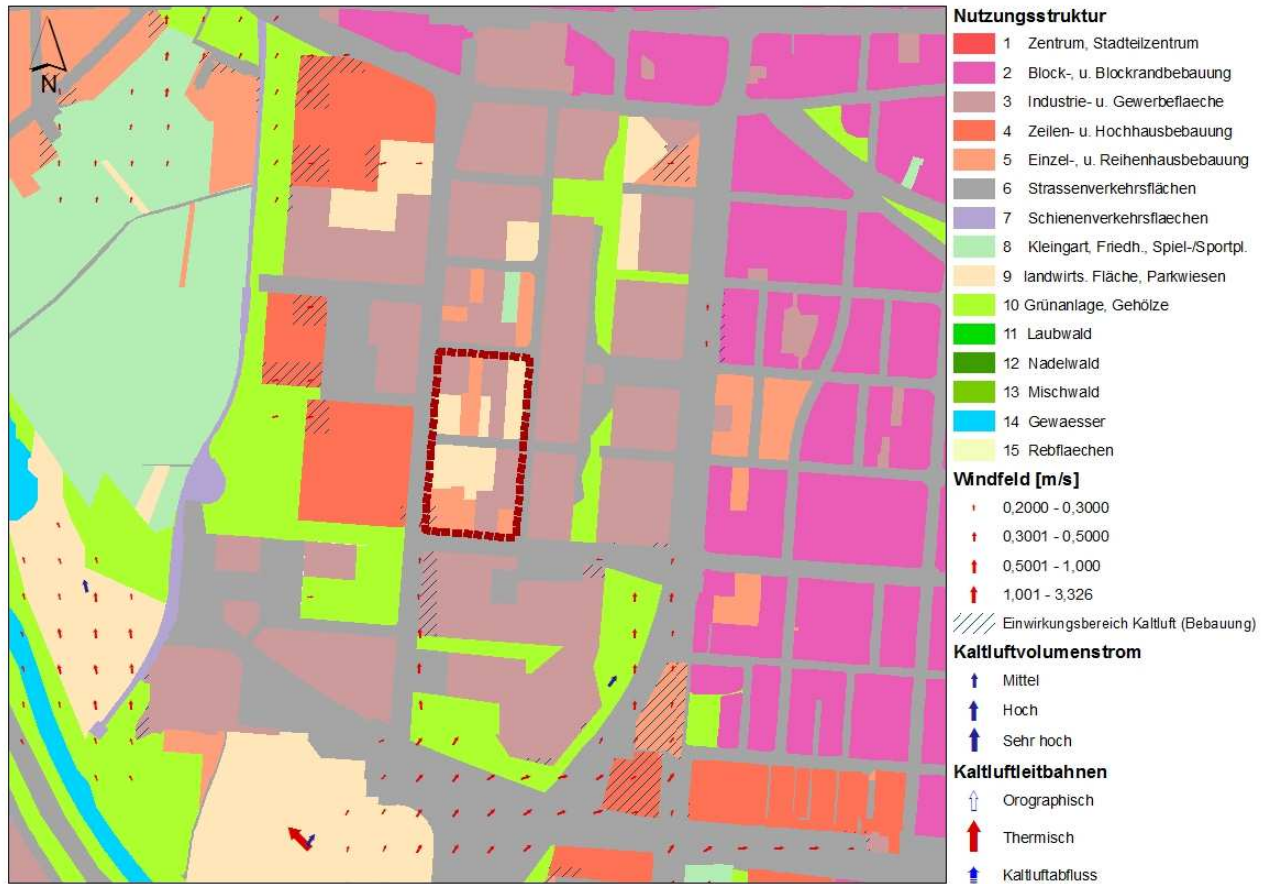 N
Nutzungsstruktur
1 Zentrum, Stadteilzentrum
2 Block-, u. Blockrandbebauung
3 Industrie- u. Gewerbeflaeche
4 Zeilen- u. Hochhausbebauung
5 Einzel-, u. Reihenhausbebauung
6 Strassenverkehrsflächen
7 Schienenverkehrsflaechen
8 Kleingart, Friedh., Spiel-/Sportpl.
9 landwirts. Fläche, Parkwiesen
10 Grünanlage, Gehölze
11 Laubwald
12 Nadelwald
13 Mischwald
14 Gewaesser
15 Rebflaechen
Windfeld [m/s]
0,2000 - 0,3000
0,3001 - 0,5000
0,5001 - 1,000
1,001 - 3,326
Einwirkungsbereich Kaltluft (Bebauung)
Kaltluftvolumenstrom
Mittel
Hoch
Sehr hoch
Kaltluftleitbahnen
Orographisch
Thermisch
Kaltluftabfluss